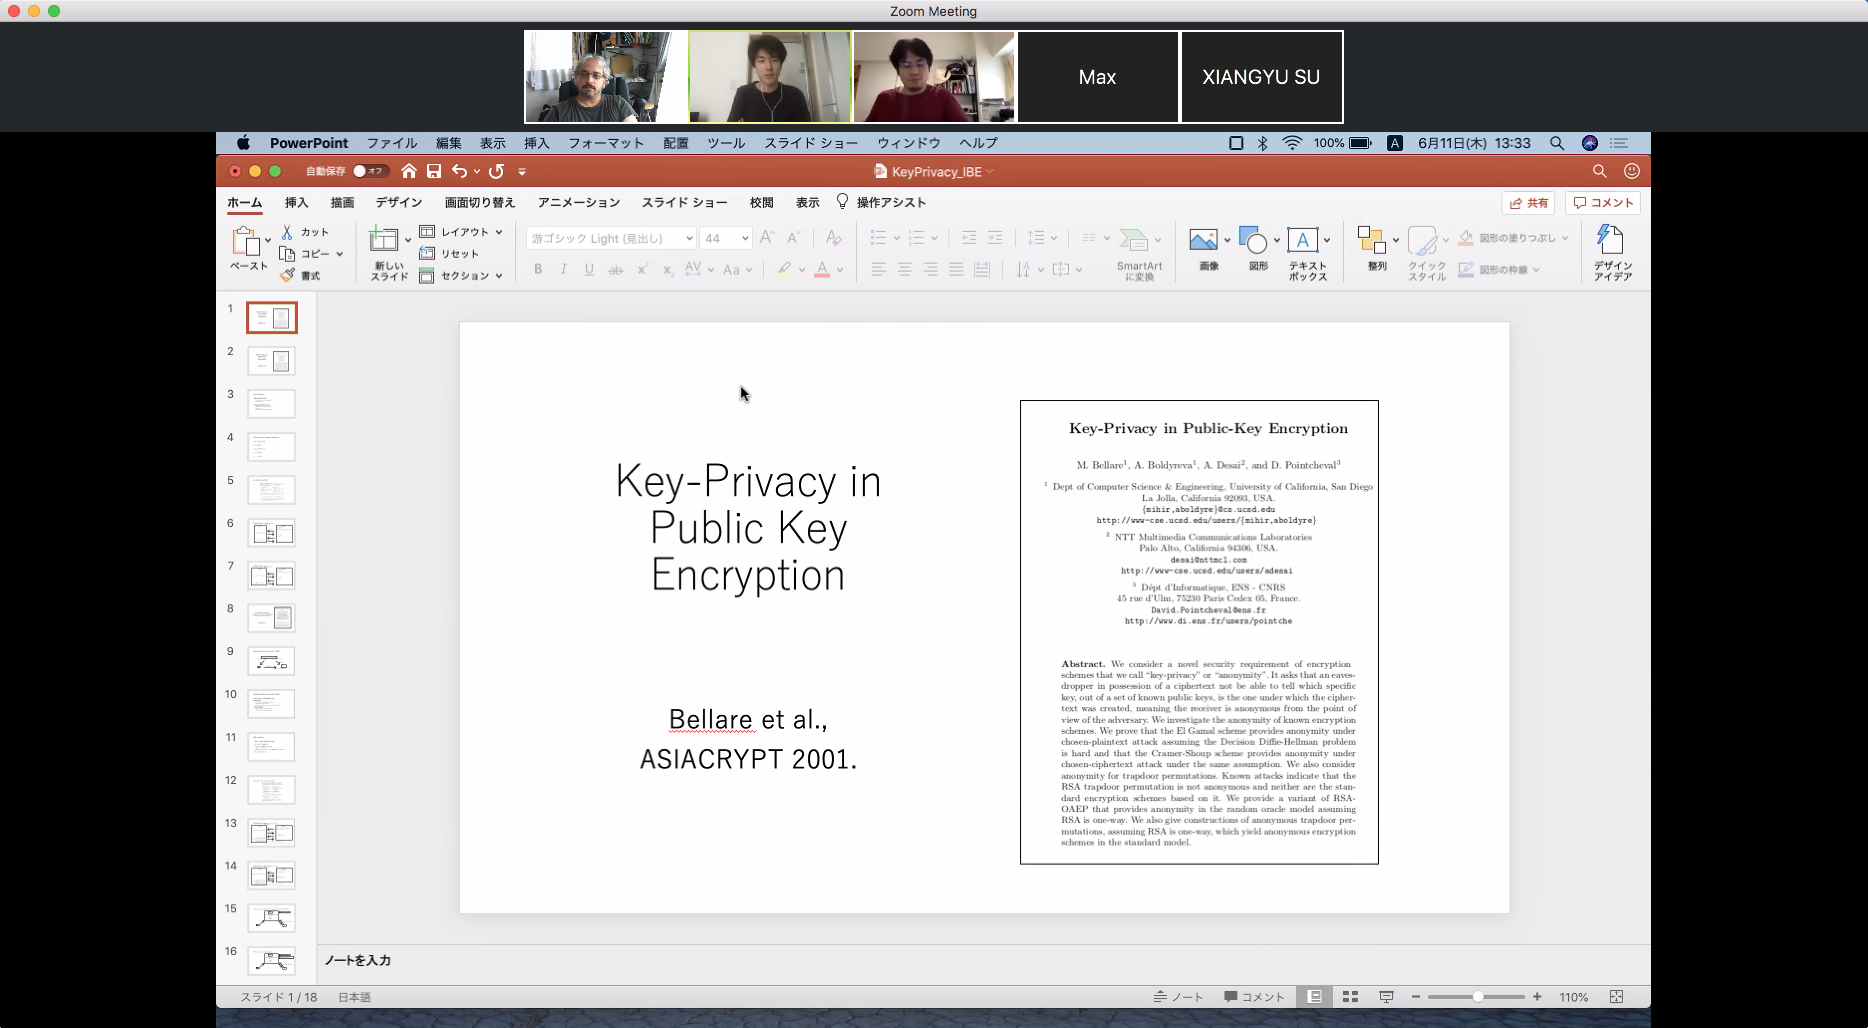 Zoom Meeting
Max
XIANGYU SU
PowerPoint ファイル 編集 表示 挿入 フォーマット 配置 ツール スライド ショー ウィンドウ ヘルプ 100% A 6月11日(木) 13:33
自動保存 オフ KeyPrivacy_IBE
ホーム 挿入 描画 デザイン 画面切り替え アニメーション スライド ショー 校閲 表示 操作アシスト 共有 コメント
ペースト
カット
コピー
書式
新しい
スライド
レイアウト
リセット
セクション
游ゴシック Light (見出し) 44
SmartArt
に変換
画像
図形
テキスト
ボックス
整列
クイック
スタイル
図形の塗りつぶし
図形の枠線
デザイン
アイデア
1
2
3
4
5
6
7
8
9
10
11
12
13
14
15
16
Key-Privacy in
Public Key
Encryption
Bellare et al.,
ASIACRYPT 2001.
Key-Privacy in Public-Key Encryption
M. Bellare1, A. Boldyreva1, A. Desai2, and D. Pointcheval3
1 Dept of Computer Science & Engineering, University of California, San Diego
La Jolla, California 92093, USA.
{mihir,aboldyre}@cs.ucsd.edu
http://www-cse.ucsd.edu/users/{mihir,aboldyre}
2 NTT Multimedia Communications Laboratories
Palo Alto, California 94306, USA.
desai@nttmcl.com
http://www-cse.ucsd.edu/users/adesai
3 Dépt d'Informatique, ENS - CNRS
45 rue d'Ulm, 75230 Paris Cedex 05, France.
David.Pointcheval@ens.fr
http://www.di.ens.fr/users/pointche
Abstract. We consider a novel security requirement of encryption
schemes that we call "key-privacy" or "anonymity". It asks that an eaves-
dropper in possession of a ciphertext not be able to tell which specific
key, out of a set of known public keys, is the one under which the cipher-
text was created, meaning the receiver is anonymous from the point of
view of the adversary. We investigate the anonymity of known encryption
schemes. We prove that the El Gamal scheme provides anonymity under
chosen-plaintext attack assuming the Decision Diffie-Hellman problem
is hard and that the Cramer-Shoup scheme provides anonymity under
chosen-ciphertext attack under the same assumption. We also consider
anonymity for trapdoor permutations. Known attacks indicate that the
RSA trapdoor permutation is not anonymous and neither are the stan-
dard encryption schemes based on it. We provide a variant of RSA-
OAEP that provides anonymity in the random oracle model assuming
RSA is one-way. We also give constructions of anonymous trapdoor per-
mutations, assuming RSA is one-way, which yield anonymous encryption
schemes in the standard model.
ノートを入力
スライド 1 / 18 日本語 ノート コメント 110%